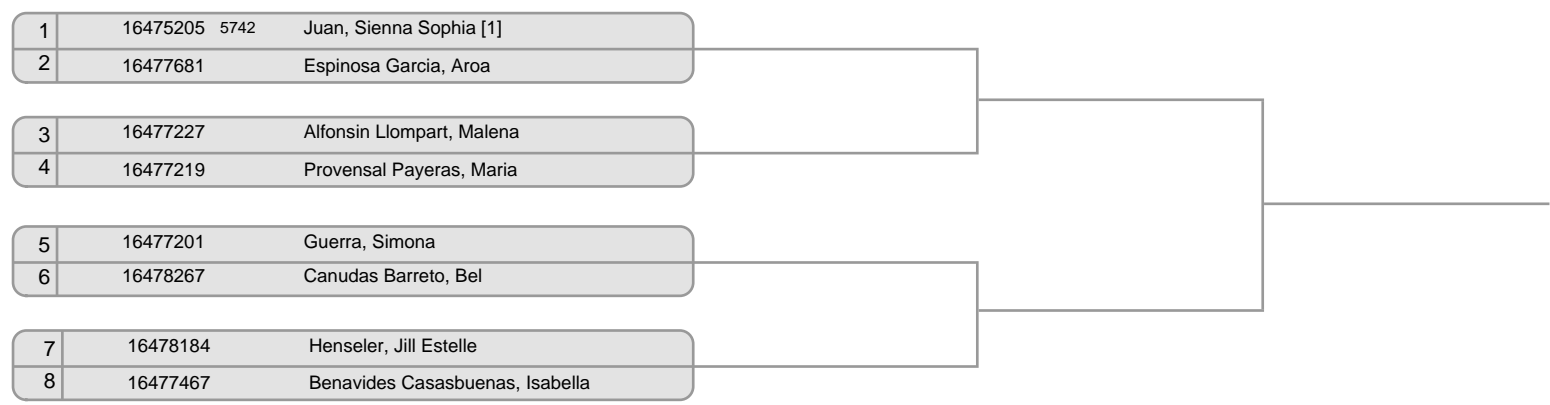 1 16475205 5742 Juan, Sienna Sophia [1]
2 16477681 Espinosa Garcia, Aroa
3 16477227 Alfonsin Llompart, Malena
4 16477219 Provensal Payeras, Maria
5 16477201 Guerra, Simona
6 16478267 Canudas Barreto, Bel
7 16478184 Henseler, Jill Estelle
8 16477467 Benavides Casasbuenas, Isabella